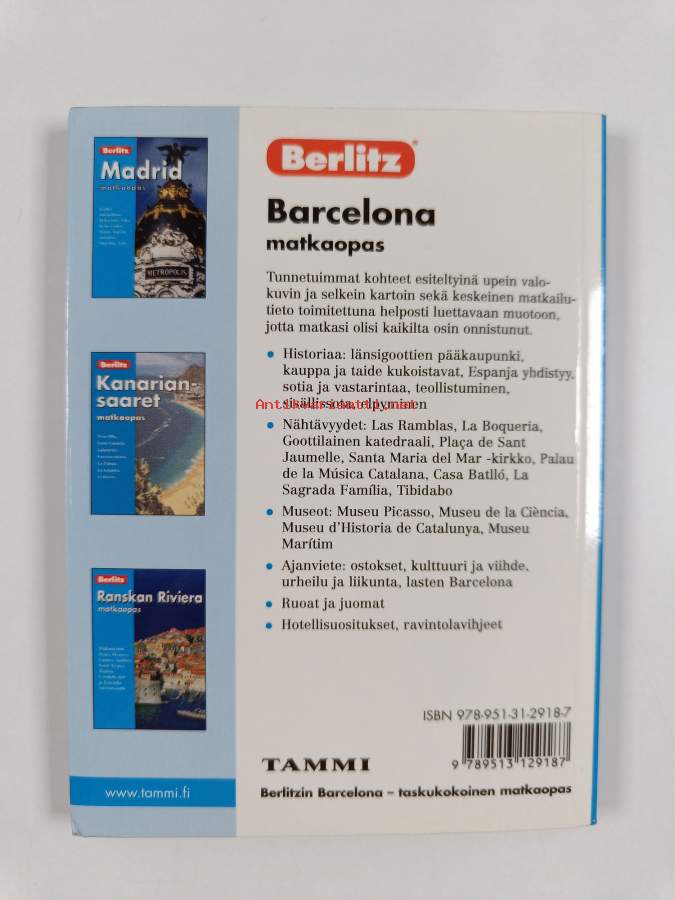 Berlitz
Madrid
matkaopas
METROPOLIS
Berlitz
Kanarian-
saaret
matkaopas
Berlitz
Ranskan Riviera
matkaopas
www.tammi.fi
Berlitz®
Barcelona
matkaopas
Tunnetuimmat kohteet esiteltyinä upein valo-
kuvin ja selkein kartoin sekä keskeinen matkailu-
tieto toimitettuna helposti luettavaan muotoon,
jotta matkasi olisi kaikilta osin onnistunut.
• Historiaa: länsigoottien pääkaupunki,
kauppa ja taide kukoistavat, Espanja yhdistyy,
sotia ja vastarintaa, teollistuminen,
sisällissota, elpyminen
• Nähtävyydet: Las Ramblas, La Boqueria,
Goottilainen katedraali, Plaça de Sant
Jaumelle, Santa Maria del Mar -kirkko, Palau
de la Música Catalana, Casa Batlló, La
Sagrada Família, Tibidabo
• Museot: Museu Picasso, Museu de la Ciència,
Museu d'Historia de Catalunya, Museu
Marítim
• Ajanviete: ostokset, kulttuuri ja viihde,
urheilu ja liikunta, lasten Barcelona
• Ruoat ja juomat
• Hotellisuositukset, ravintolavihjeet
ISBN 978-951-31-2918-7
9 789513 129187
TAMMI
Berlitzin Barcelona – taskukokoinen matkaopas